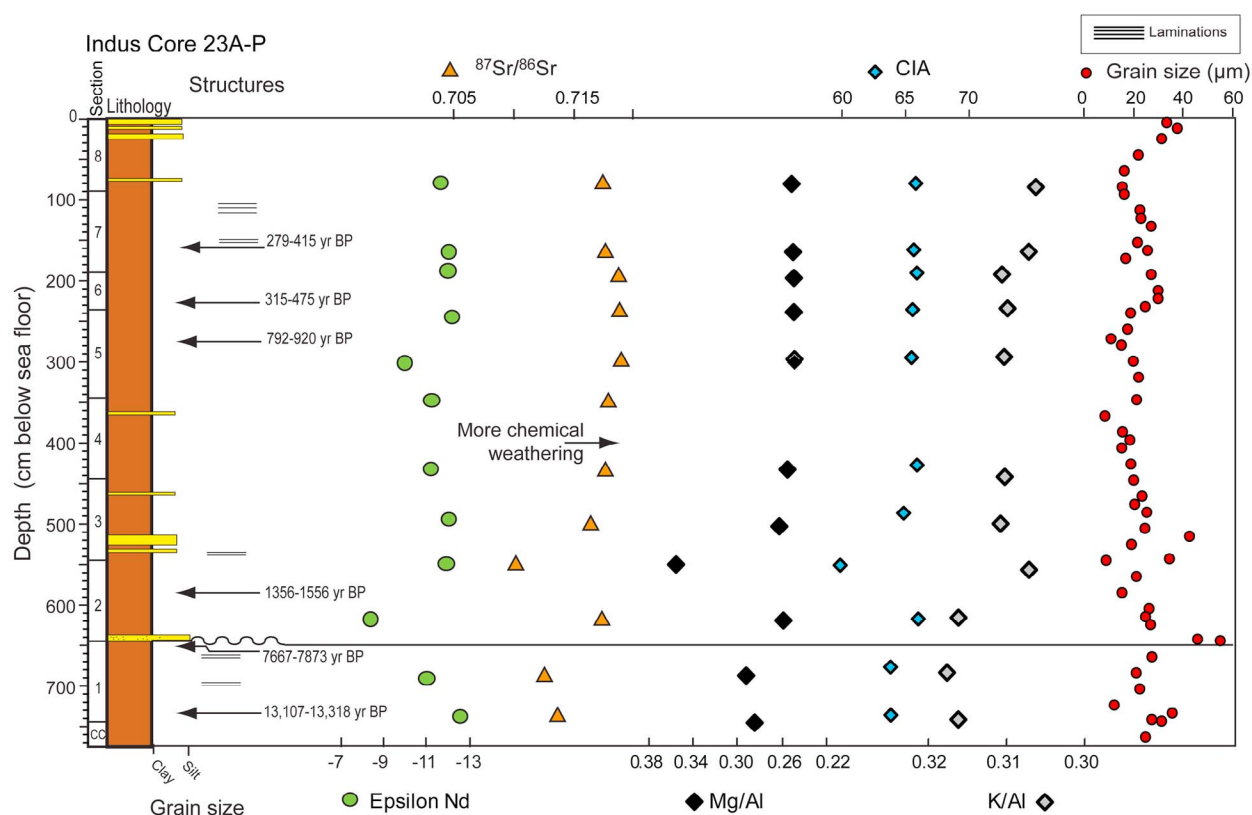 Laminations
Indus Core 23A-P
87Sr/86Sr
CIA
Grain size (µm)
Section
Lithology
Structures
0.705 0.715
60 65 70
0 20 40 60
0
100
200
300
400
500
600
700
Depth (cm below sea floor)
8
7
6
5
4
3
2
1
CC
279-415 yr BP
315-475 yr BP
792-920 yr BP
More chemical
weathering
1356-1556 yr BP
7667-7873 yr BP
13,107-13,318 yr BP
Clay
Silt
Grain size
-7 -9 -11 -13
0.38 0.34 0.30 0.26 0.22
0.32 0.31 0.30
Epsilon Nd
Mg/Al
K/Al